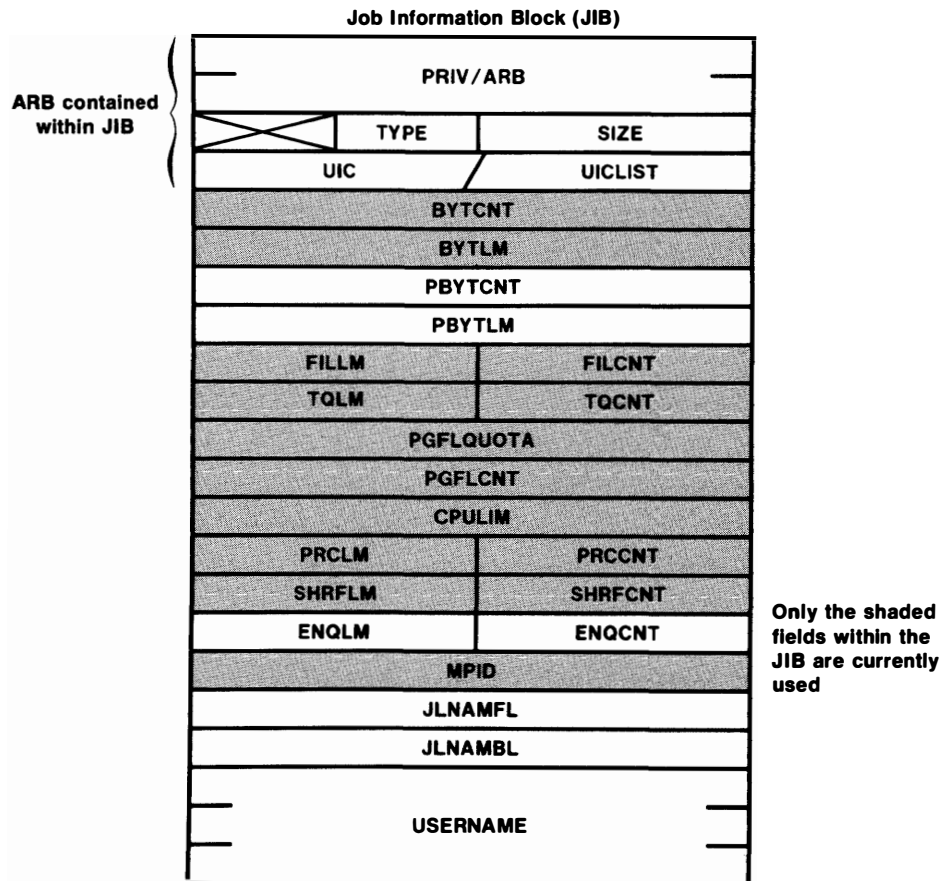 Job Information Block (JIB)
PRIV/ARB
ARB contained
within JIB
TYPE SIZE
UIC UICLIST
BYTCNT
BYTLM
PBYTCNT
PBYTLM
FILLM FILCNT
TQLM TQCNT
PGFLQUOTA
PGFLCNT
CPULIM
PRCLM PRCCNT
SHRFLM SHRFCNT
ENQLM ENQCNT
MPID
JLNAMFL
JLNAMBL
USERNAME
Only the shaded
fields within the
JIB are currently
used